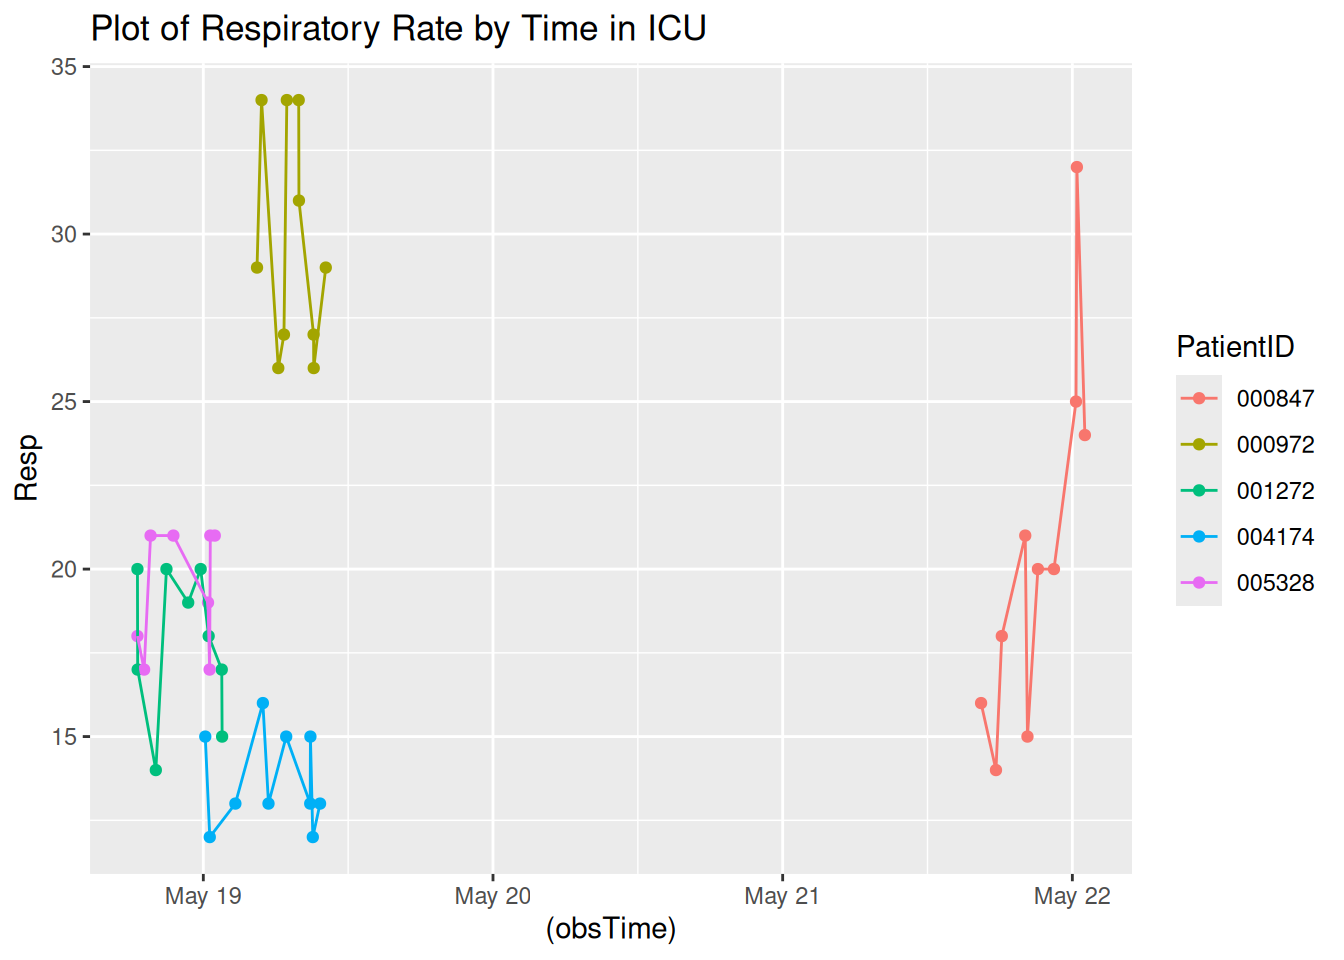 Plot of Respiratory Rate by Time in ICU
35
30
25
20
15
Resp
May 19
May 20
May 21
May 22
(obsTime)
PatientID
000847
000972
001272
004174
005328